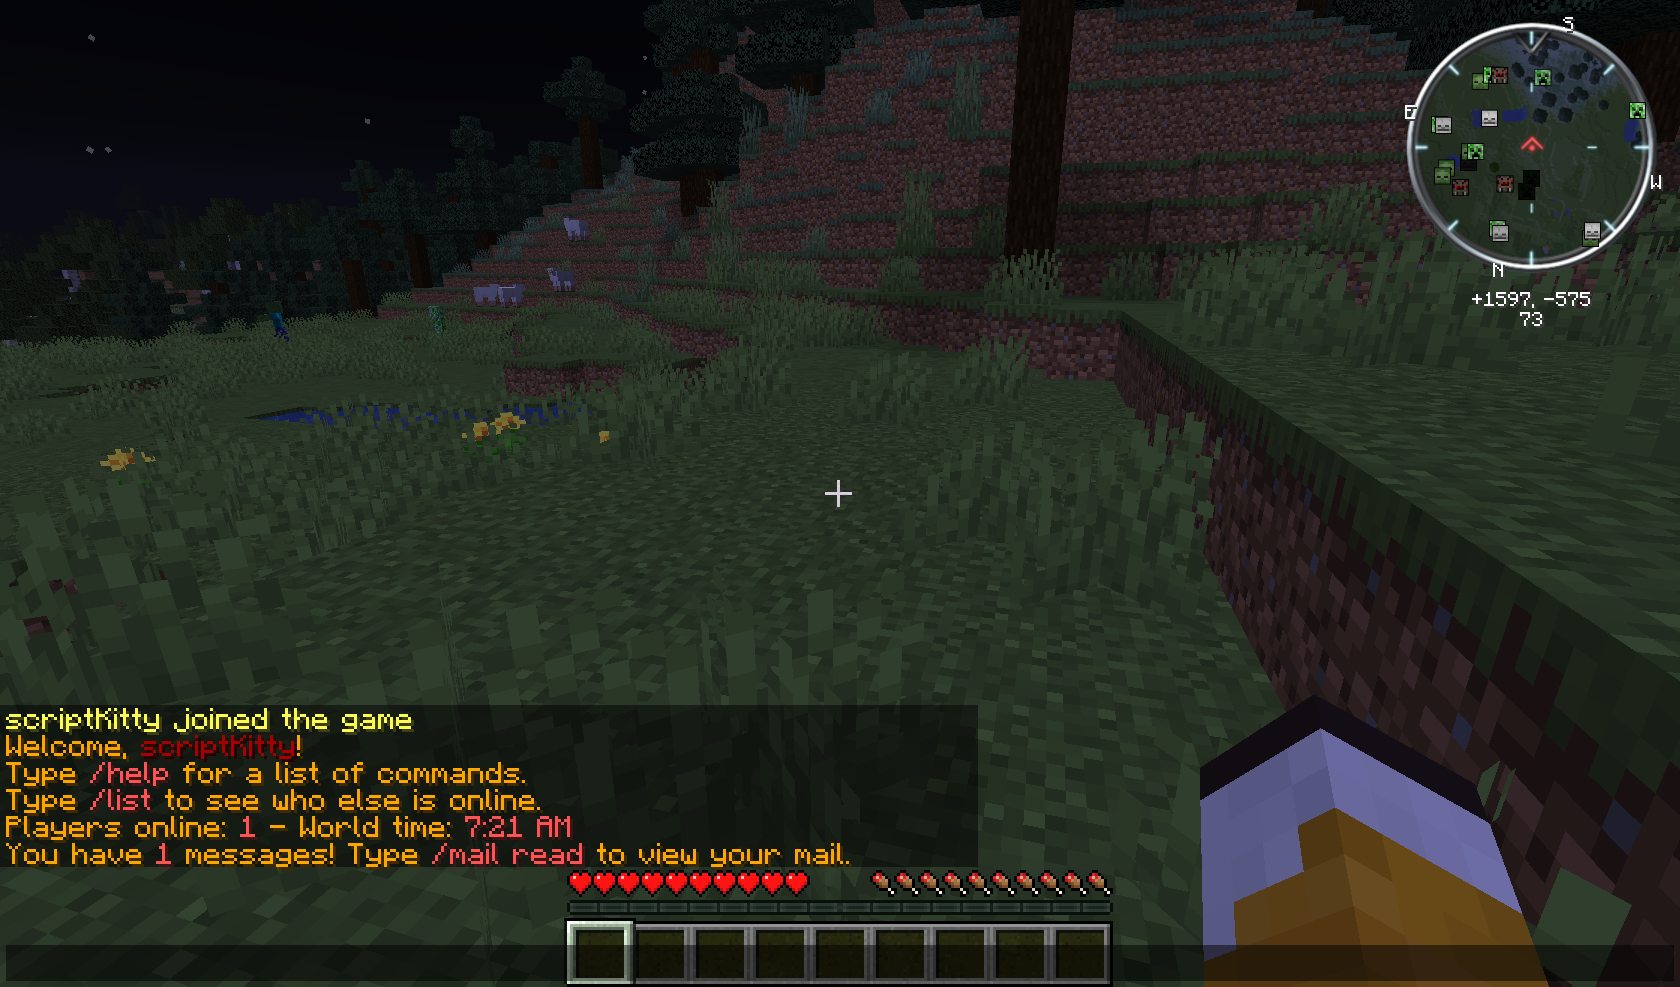 S
E
W
N
+1597, -575
73
scriptKitty joined the game
Welcome, scriptKitty!
Type /help for a list of commands.
Type /list to see who else is online.
Players online: 1 - World time: 7:21 AM
You have 1 messages! Type /mail read to view your mail.